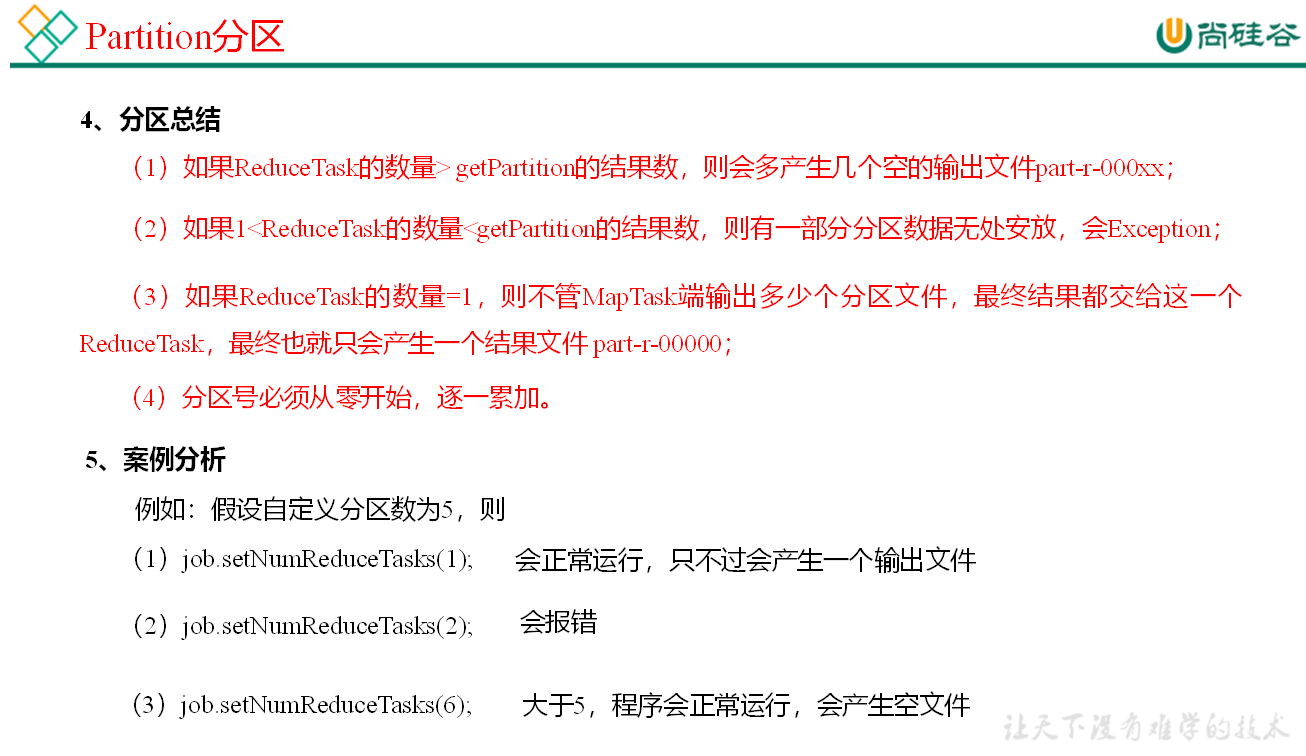 Partition分区
尚硅谷
4、分区总结
（1）如果ReduceTask的数量> getPartition的结果数，则会多产生几个空的输出文件part-r-000xx；
（2）如果1<ReduceTask的数量<getPartition的结果数，则有一部分分区数据无处安放，会Exception；
（3）如果ReduceTask的数量=1，则不管MapTask端输出多少个分区文件，最终结果都交给这一个
ReduceTask，最终也就只会产生一个结果文件 part-r-00000；
（4）分区号必须从零开始，逐一累加。
5、案例分析
例如：假设自定义分区数为5，则
（1）job.setNumReduceTasks(1); 会正常运行，只不过会产生一个输出文件
（2）job.setNumReduceTasks(2); 会报错
（3）job.setNumReduceTasks(6); 大于5，程序会正常运行，会产生空文件
让天下没有难学的技术